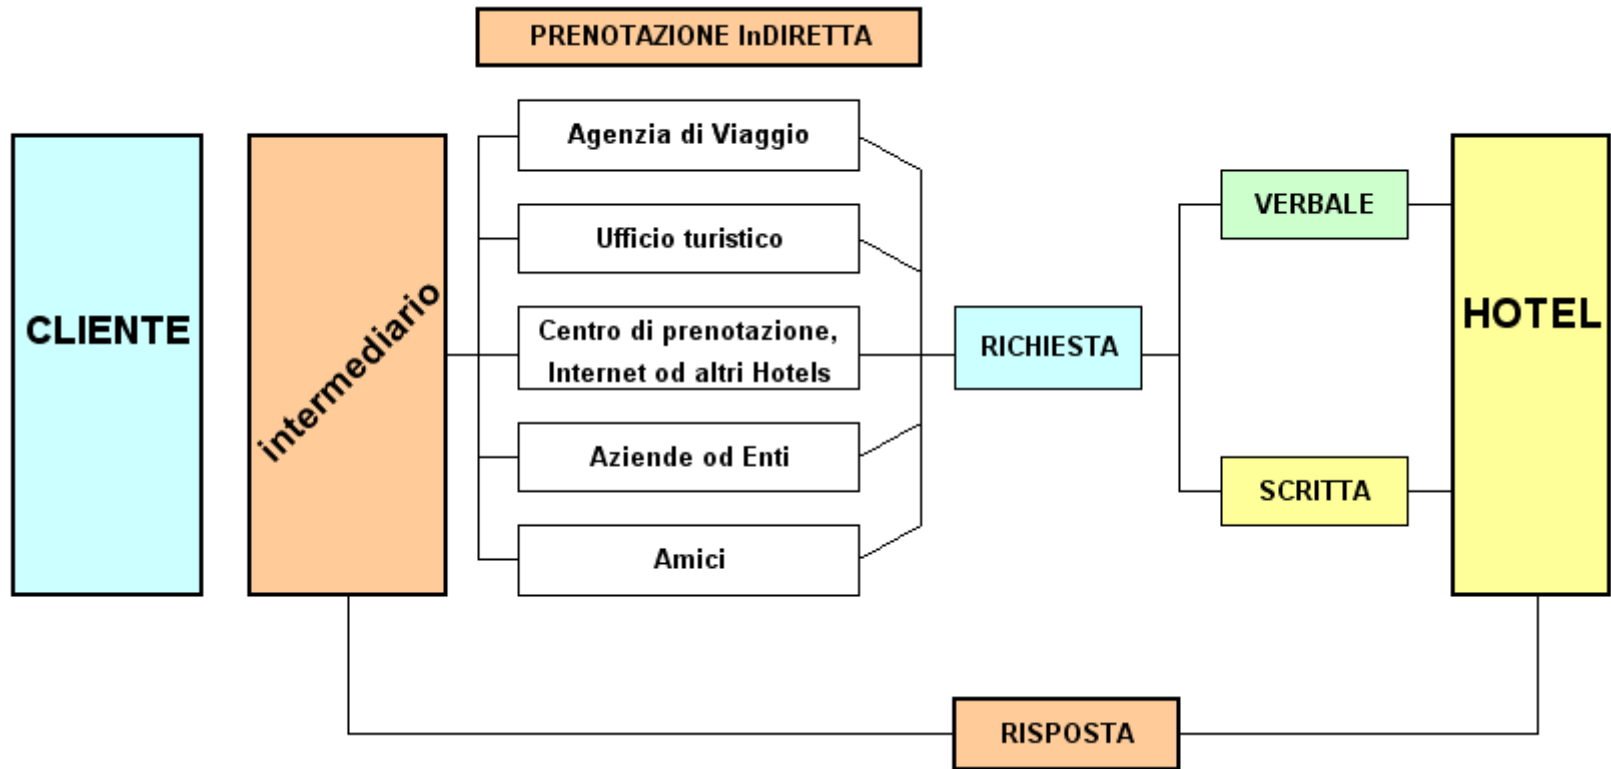 PRENOTAZIONE InDIRETTA
CLIENTE
intermediario
Agenzia di Viaggio
Ufficio turistico
Centro di prenotazione,
Internet od altri Hotels
Aziende od Enti
Amici
RICHIESTA
VERBALE
SCRITTA
HOTEL
RISPOSTA